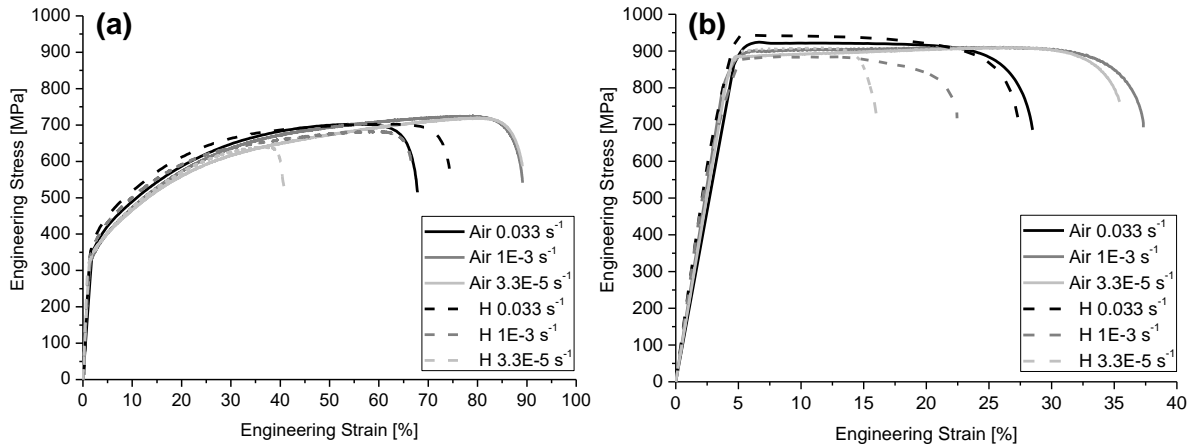 (a)
1000
900
800
700
600
500
400
300
200
100
0
Engineering Stress [MPa]
0 10 20 30 40 50 60 70 80 90 100
Engineering Strain [%]
Air 0.033 s⁻¹
Air 1E-3 s⁻¹
Air 3.3E-5 s⁻¹
H 0.033 s⁻¹
H 1E-3 s⁻¹
H 3.3E-5 s⁻¹
(b)
1000
900
800
700
600
500
400
300
200
100
0
Engineering Stress [MPa]
0 5 10 15 20 25 30 35 40
Engineering Strain [%]
Air 0.033 s⁻¹
Air 1E-3 s⁻¹
Air 3.3E-5 s⁻¹
H 0.033 s⁻¹
H 1E-3 s⁻¹
H 3.3E-5 s⁻¹